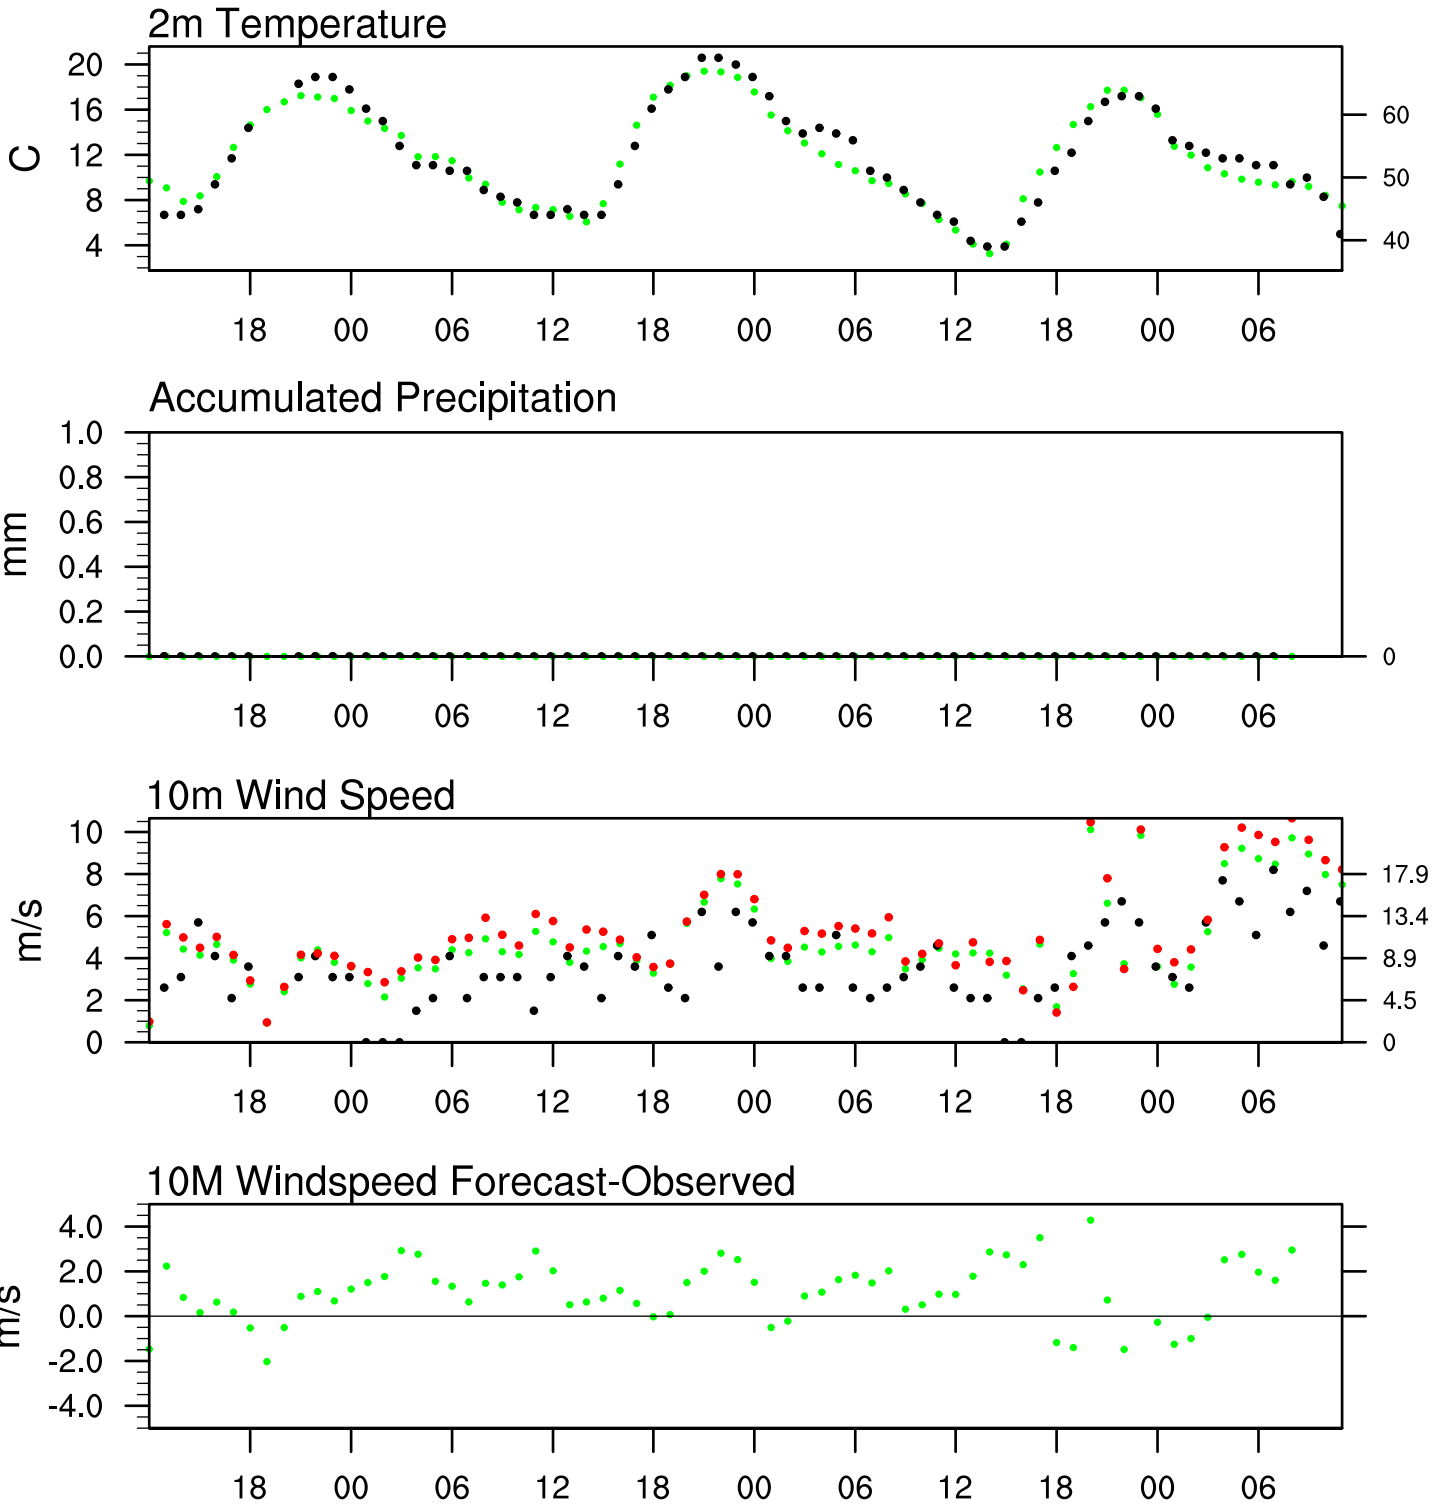 2m Temperature
20
16
12
8
4
C
60
50
40
18 00 06 12 18 00 06 12 18 00 06
Accumulated Precipitation
1.0
0.8
0.6
0.4
0.2
0.0
mm
0
18 00 06 12 18 00 06 12 18 00 06
10m Wind Speed
10
8
6
4
2
0
m/s
17.9
13.4
8.9
4.5
0
18 00 06 12 18 00 06 12 18 00 06
10M Windspeed Forecast-Observed
4.0
2.0
0.0
-2.0
-4.0
m/s
18 00 06 12 18 00 06 12 18 00 06